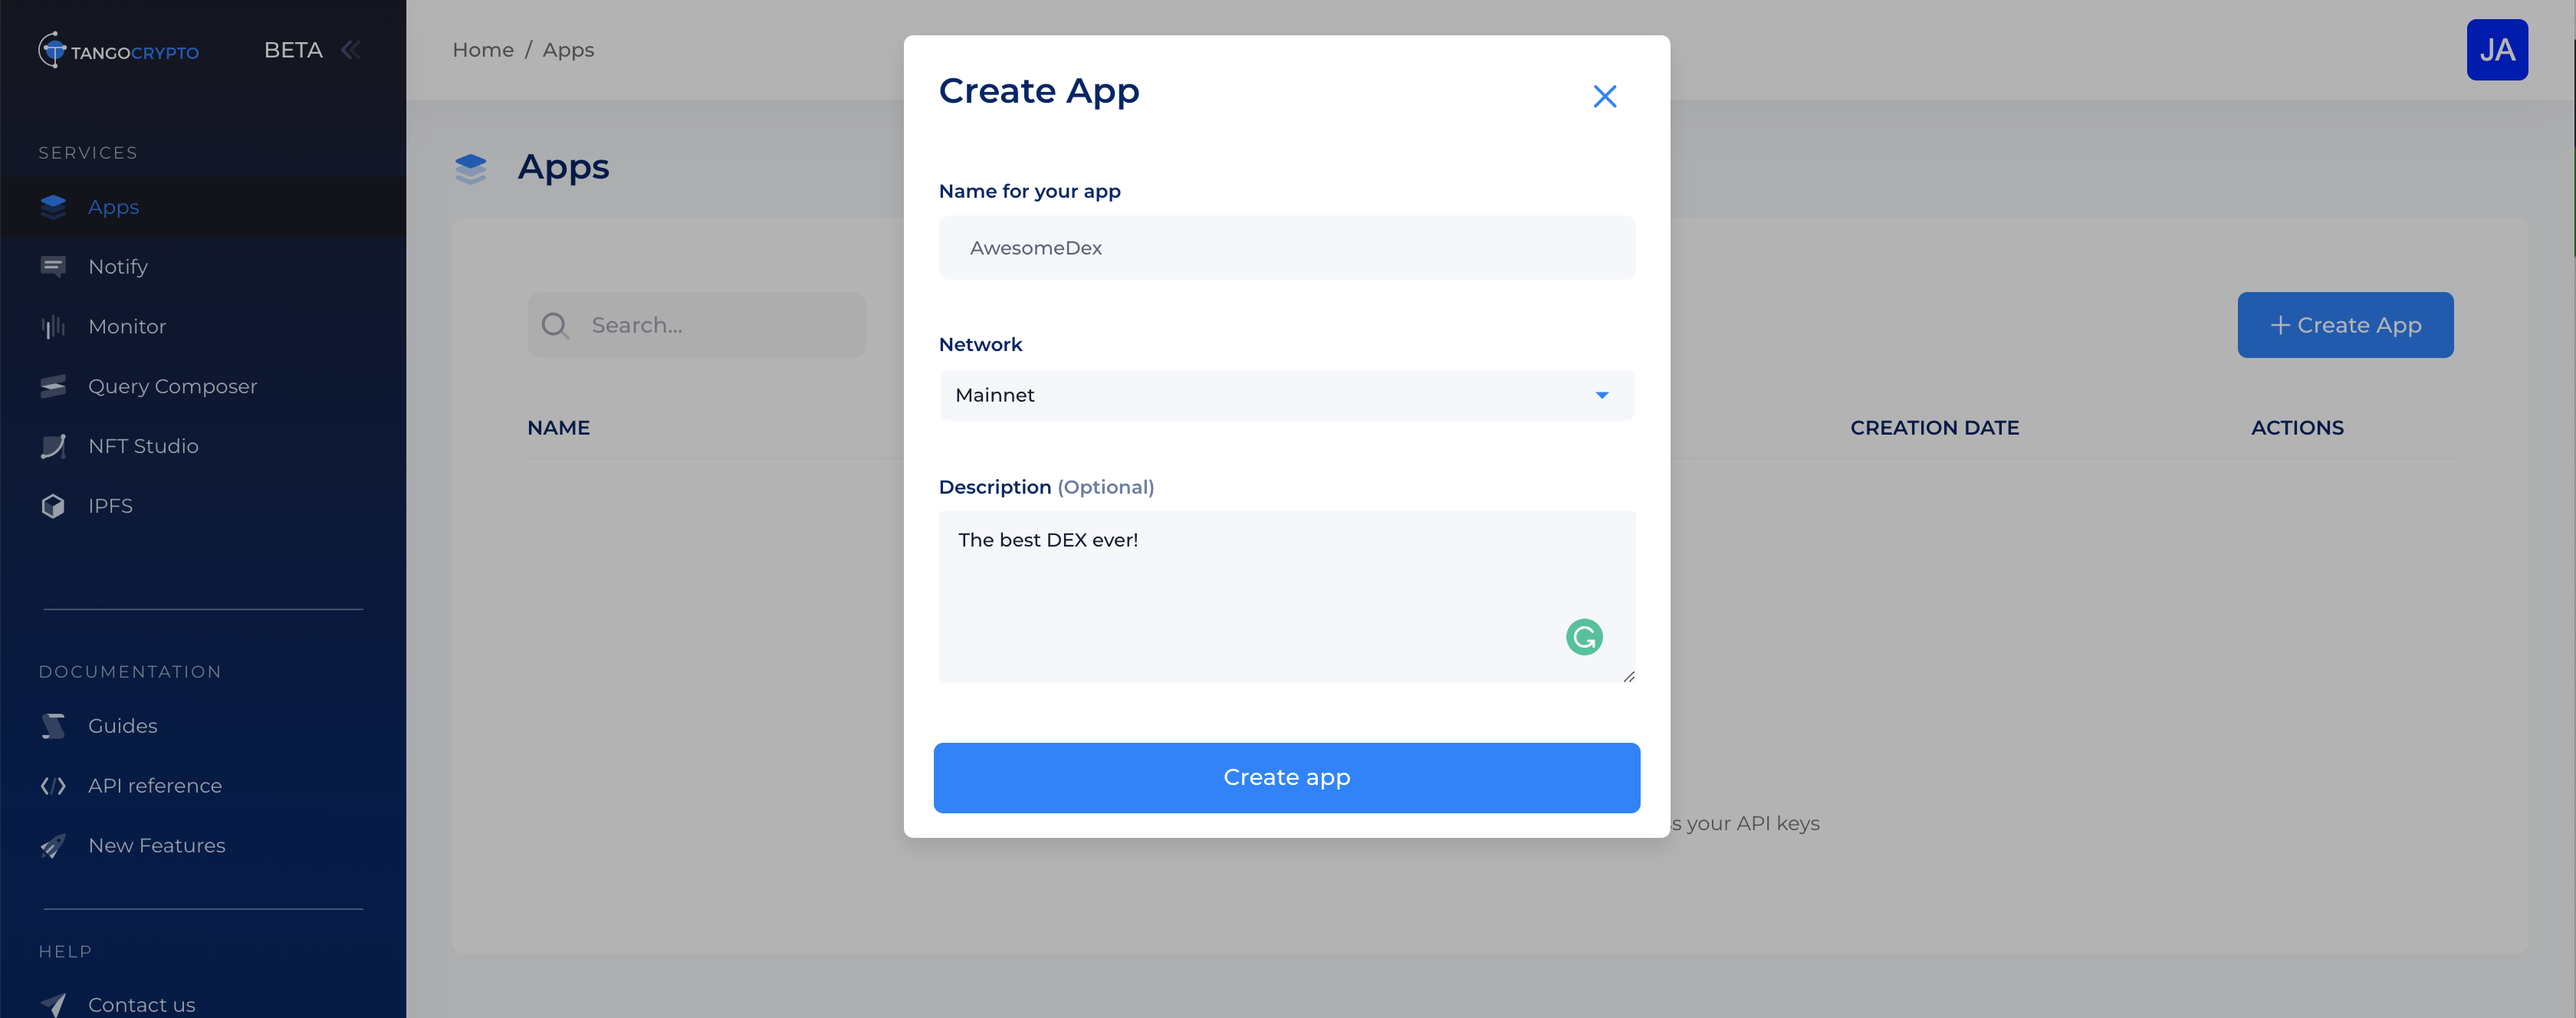 TANGOCRYPTO BETA
SERVICES
Apps
Notify
Monitor
Query Composer
NFT Studio
IPFS
DOCUMENTATION
Guides
API reference
New Features
HELP
Contact us
Home / Apps
JA
Apps
Search...
+ Create App
NAME CREATION DATE ACTIONS
your API keys
Create App
Name for your app
AwesomeDex
Network
Mainnet
Description (Optional)
The best DEX ever!
Create app